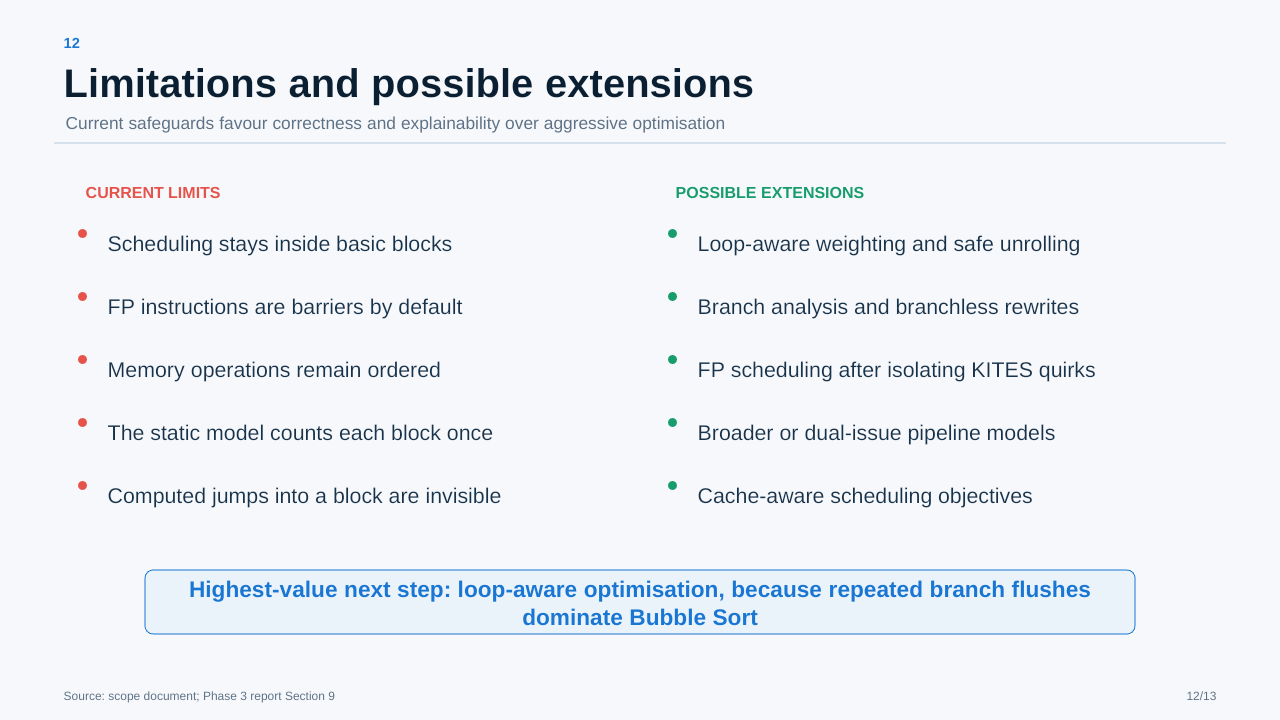 12
Limitations and possible extensions
Current safeguards favour correctness and explainability over aggressive optimisation
CURRENT LIMITS
Scheduling stays inside basic blocks
FP instructions are barriers by default
Memory operations remain ordered
The static model counts each block once
Computed jumps into a block are invisible
POSSIBLE EXTENSIONS
Loop-aware weighting and safe unrolling
Branch analysis and branchless rewrites
FP scheduling after isolating KITES quirks
Broader or dual-issue pipeline models
Cache-aware scheduling objectives
Highest-value next step: loop-aware optimisation, because repeated branch flushes
dominate Bubble Sort
Source: scope document; Phase 3 report Section 9
12/13